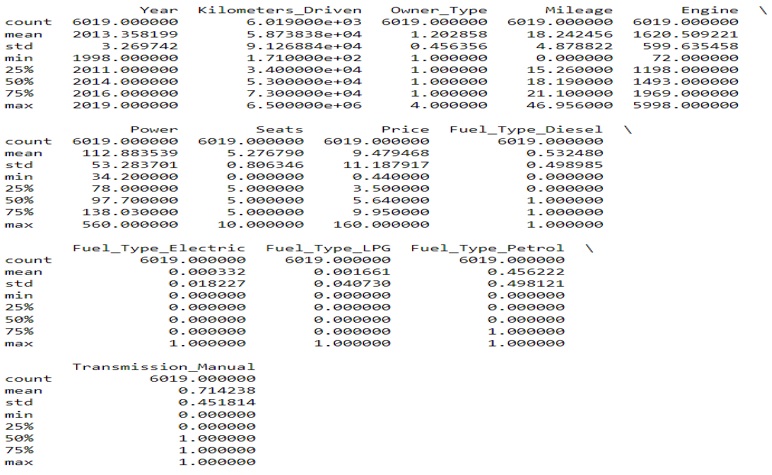 Year Kilometers_Driven Owner_Type Mileage Engine \
count 6019.000000 6.019000e+03 6019.000000 6019.000000 6019.000000
mean 2013.358199 5.873838e+04 1.202858 18.242456 1620.509221
std 3.269742 9.126884e+04 0.456356 4.878822 599.635458
min 1998.000000 1.710000e+02 1.000000 0.000000 72.000000
25% 2011.000000 3.400000e+04 1.000000 15.260000 1198.000000
50% 2014.000000 5.300000e+04 1.000000 18.190000 1493.000000
75% 2016.000000 7.300000e+04 1.000000 21.100000 1969.000000
max 2019.000000 6.500000e+06 4.000000 46.956000 5998.000000
Power Seats Price Fuel_Type_Diesel \
count 6019.000000 6019.000000 6019.000000 6019.000000
mean 112.883539 5.276790 9.479468 0.532480
std 53.283701 0.806346 11.187917 0.498985
min 34.200000 0.000000 0.440000 0.000000
25% 78.000000 5.000000 3.500000 0.000000
50% 97.700000 5.000000 5.640000 1.000000
75% 138.030000 5.000000 9.950000 1.000000
max 560.000000 10.000000 160.000000 1.000000
Fuel_Type_Electric Fuel_Type_LPG Fuel_Type_Petrol \
count 6019.000000 6019.000000 6019.000000
mean 0.000332 0.001661 0.456222
std 0.018227 0.040730 0.498121
min 0.000000 0.000000 0.000000
25% 0.000000 0.000000 0.000000
50% 0.000000 0.000000 0.000000
75% 0.000000 0.000000 1.000000
max 1.000000 1.000000 1.000000
Transmission_Manual
count 6019.000000
mean 0.714238
std 0.451814
min 0.000000
25% 0.000000
50% 1.000000
75% 1.000000
max 1.000000